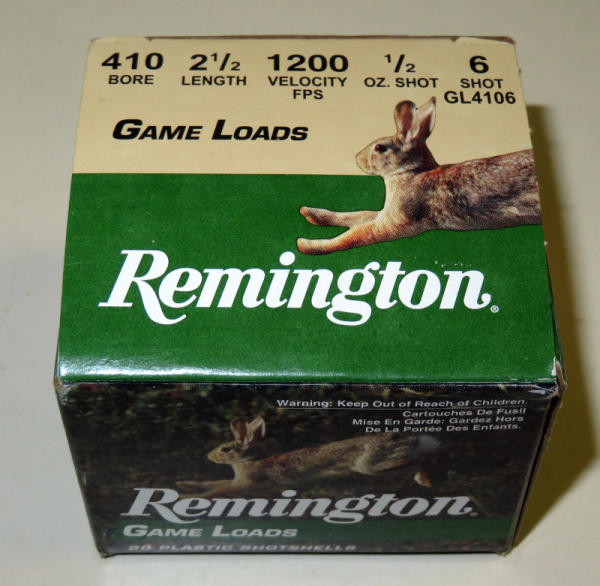 410 2 1/2 1200 1/2 6
BORE LENGTH VELOCITY FPS OZ. SHOT SHOT
GL4106
GAME LOADS
Remington®
Warning: Keep Out of Reach of Children.
Cartouches De Fusil
Mise En Garde: Gardez Hors
De La Portée Des Enfants.
Remington
GAME LOADS
20 PLASTIC SHOTSHELLS